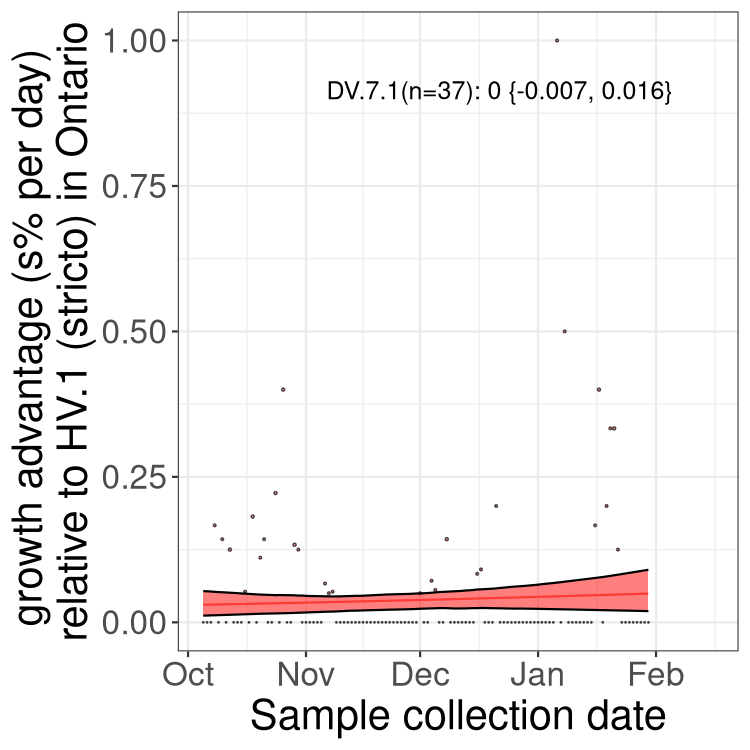 growth advantage (s% per day)
relative to HV.1 (stricto) in Ontario
1.00
0.75
0.50
0.25
0.00
DV.7.1(n=37): 0 {-0.007, 0.016}
Oct Nov Dec Jan Feb
Sample collection date